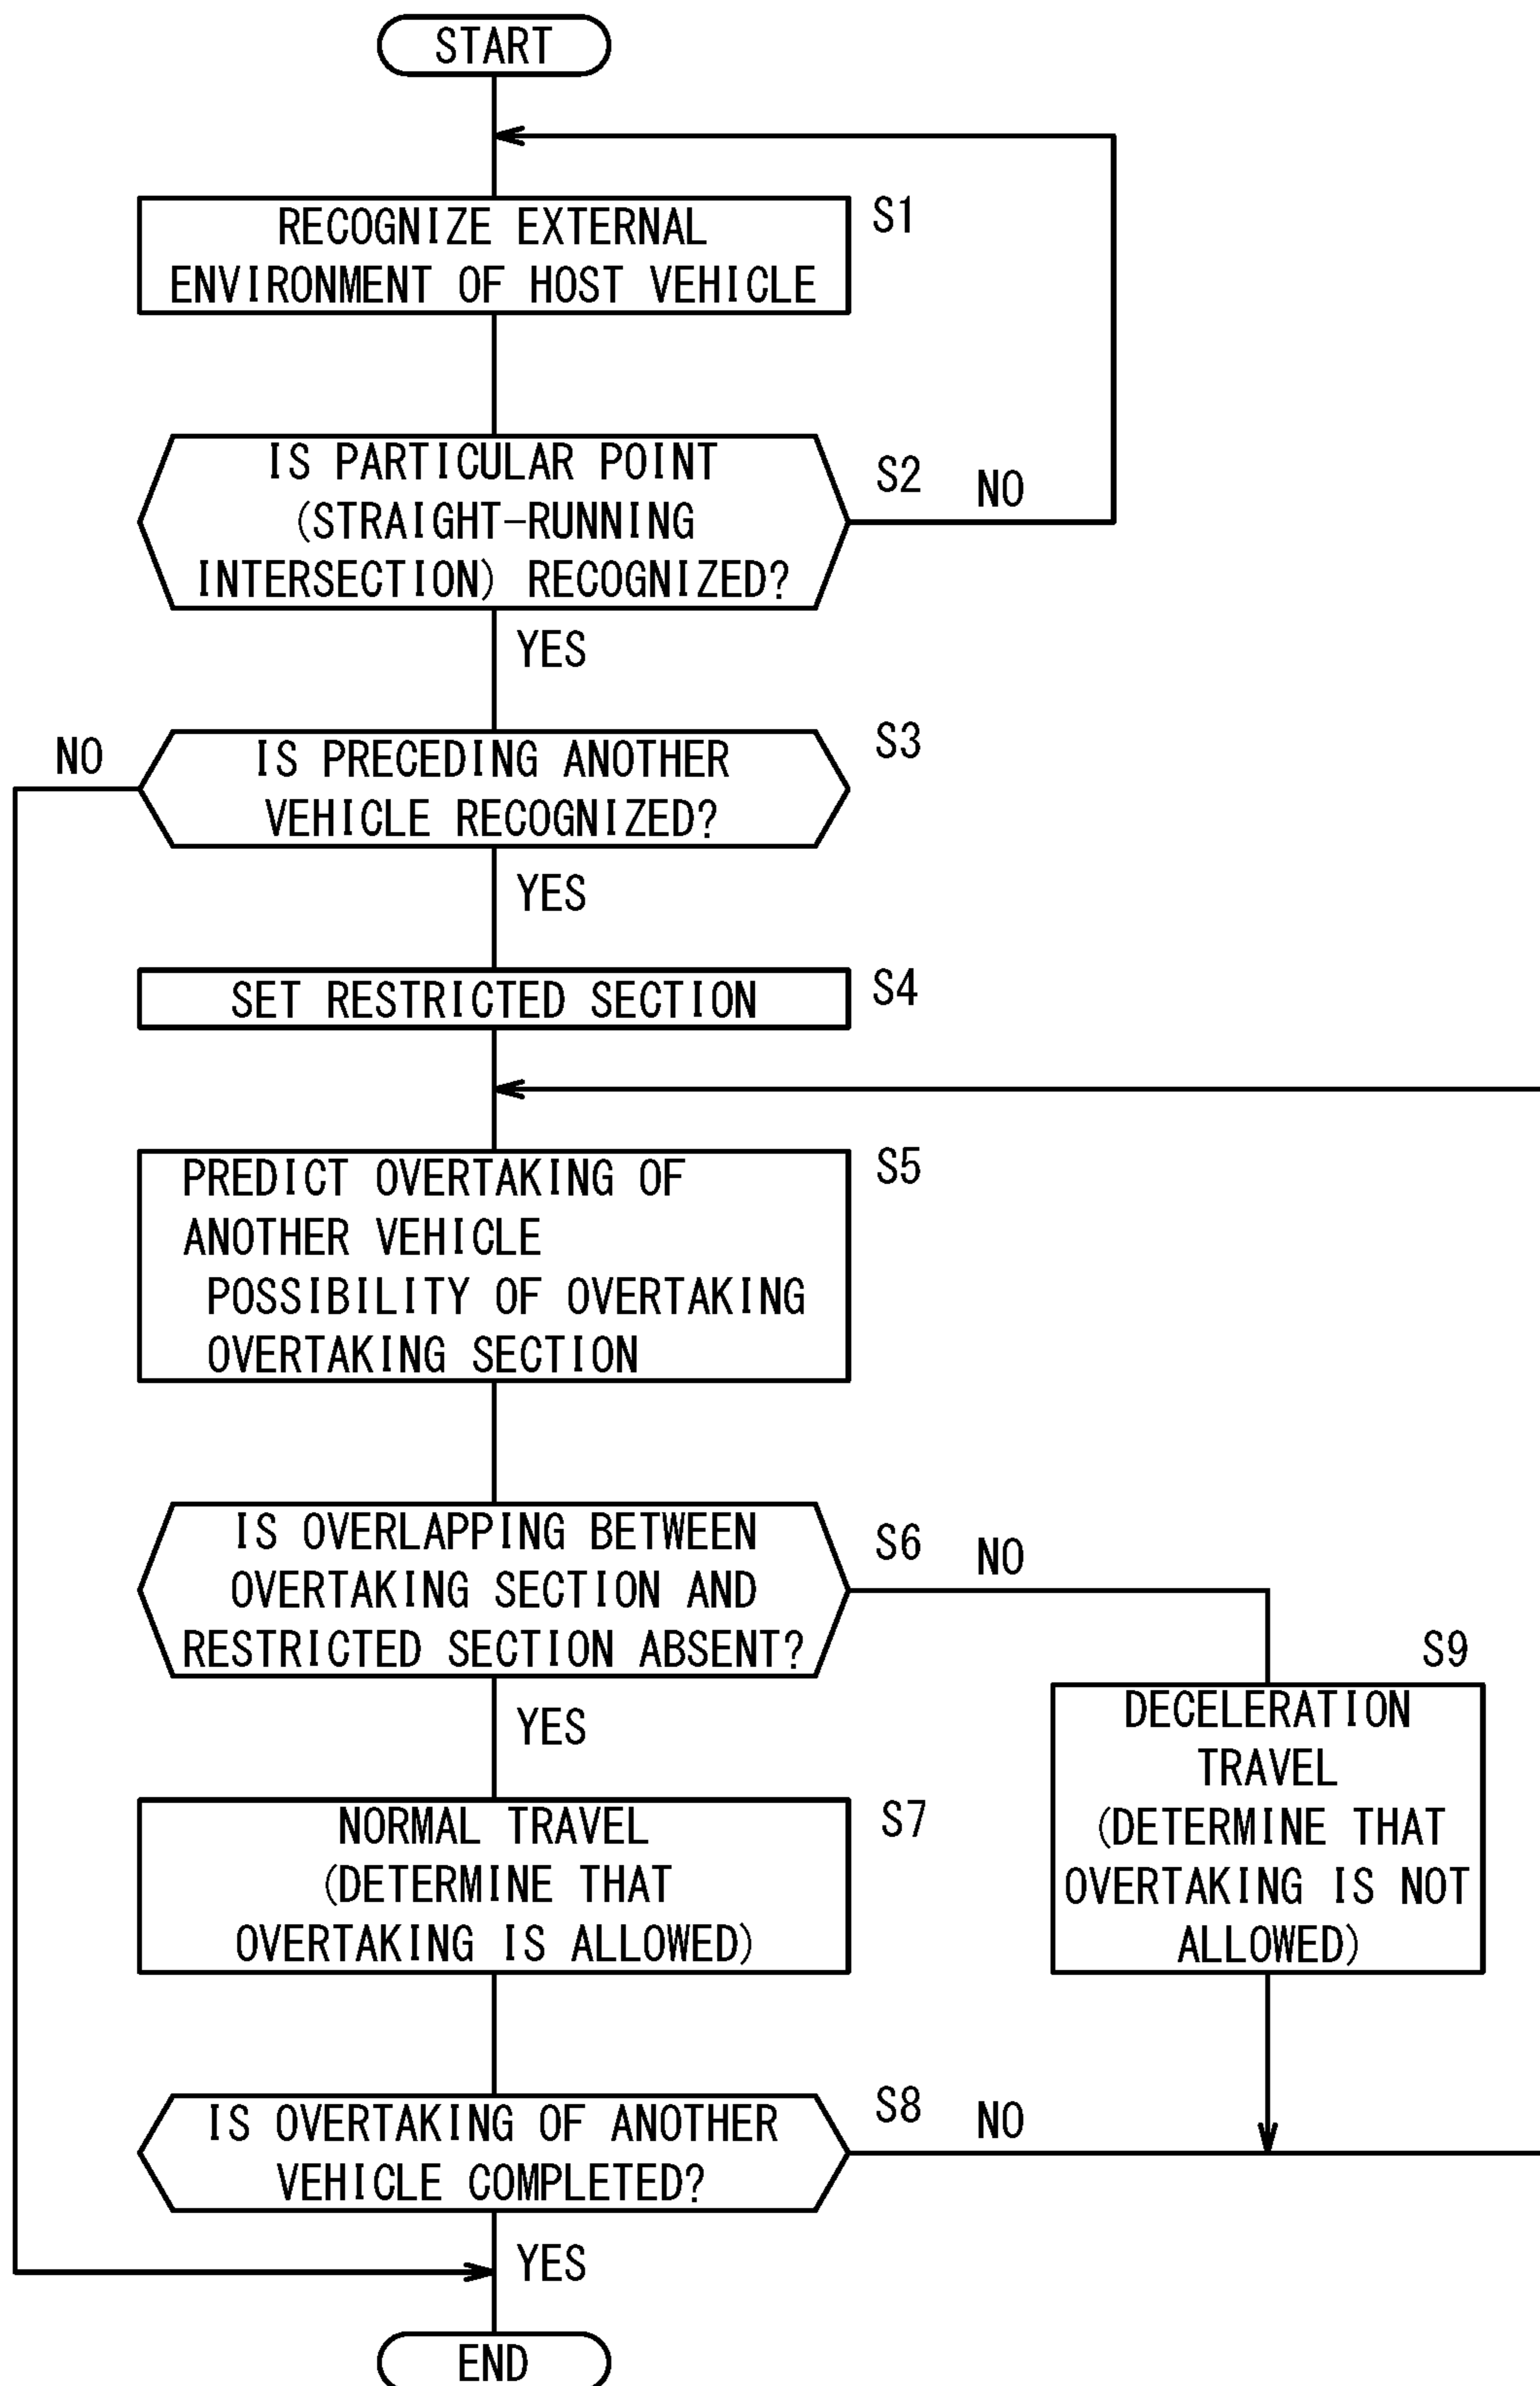 START
RECOGNIZE EXTERNAL
ENVIRONMENT OF HOST VEHICLE
S1
IS PARTICULAR POINT
(STRAIGHT-RUNNING
INTERSECTION) RECOGNIZED?
S2
NO
YES
NO
IS PRECEDING ANOTHER
VEHICLE RECOGNIZED?
S3
YES
SET RESTRICTED SECTION
S4
PREDICT OVERTAKING OF
ANOTHER VEHICLE
POSSIBILITY OF OVERTAKING
OVERTAKING SECTION
S5
IS OVERLAPPING BETWEEN
OVERTAKING SECTION AND
RESTRICTED SECTION ABSENT?
S6
NO
YES
S9
DECELERATION
TRAVEL
(DETERMINE THAT
OVERTAKING IS NOT
ALLOWED)
NORMAL TRAVEL
(DETERMINE THAT
OVERTAKING IS ALLOWED)
S7
IS OVERTAKING OF ANOTHER
VEHICLE COMPLETED?
S8
NO
YES
END